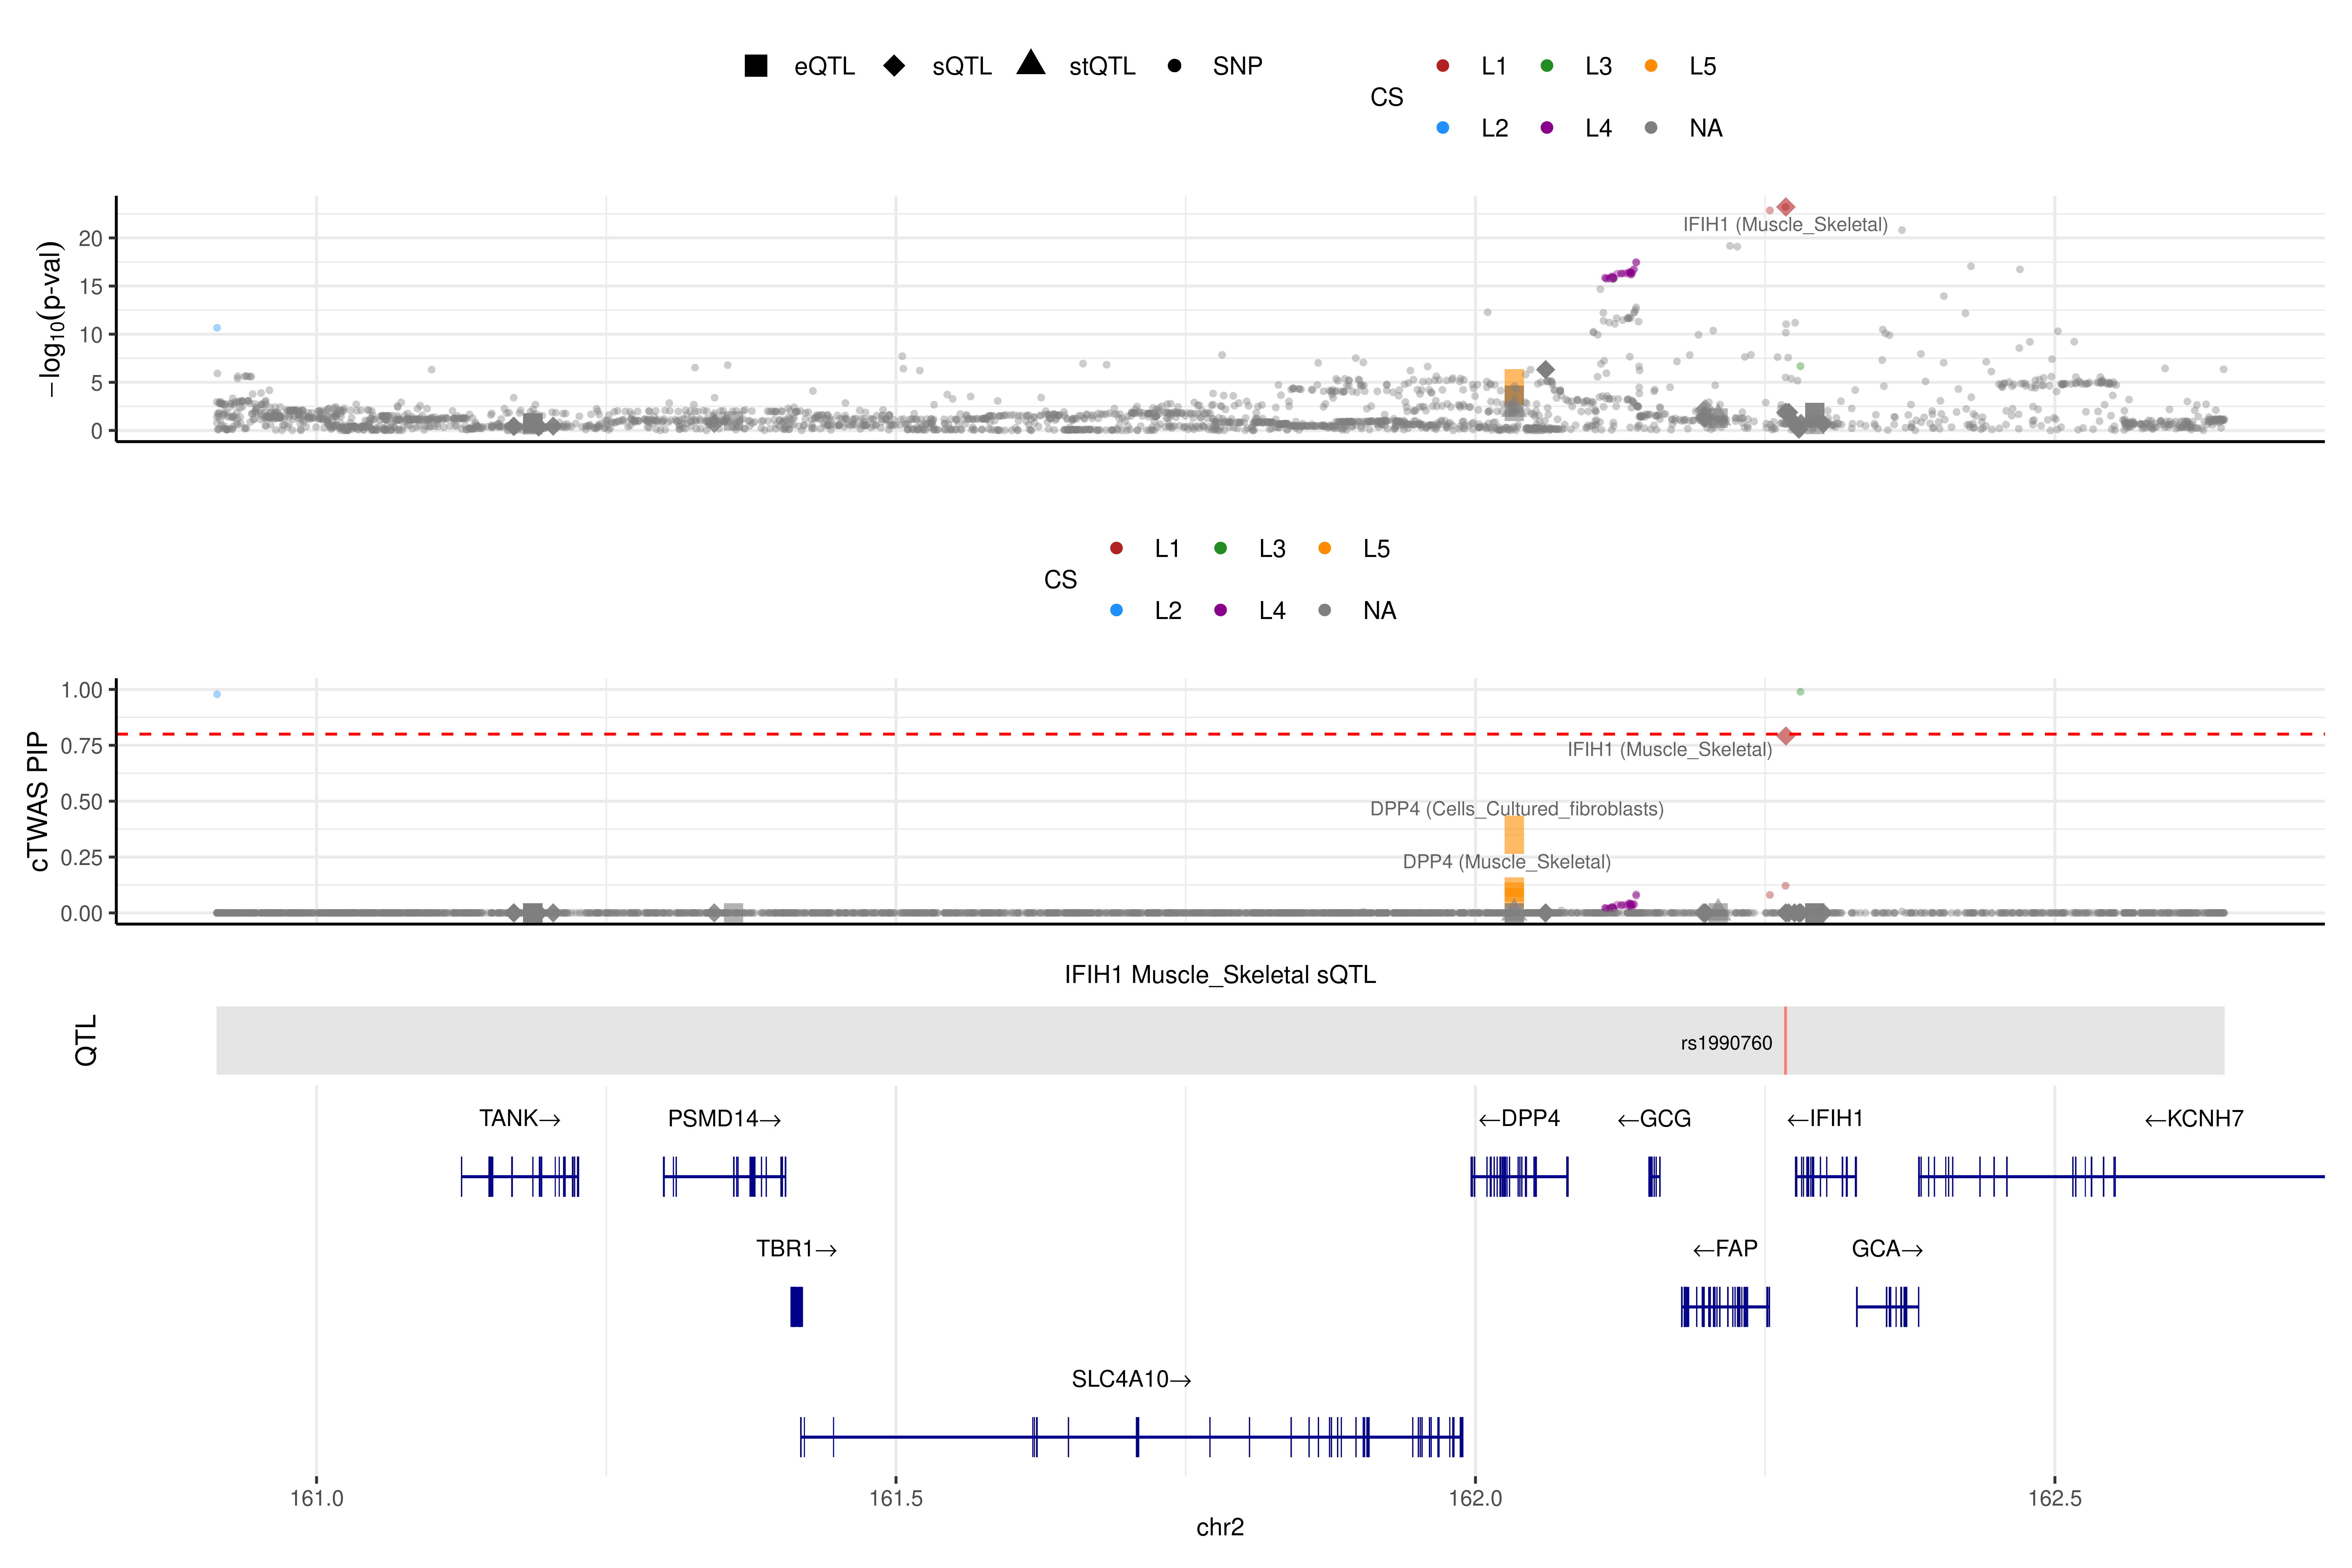 eQTL sQTL stQTL SNP
CS
L1 L3 L5
L2 L4 NA
−log10(p-val)
20
15
10
5
0
IFIH1 (Muscle_Skeletal)
CS
L1 L3 L5
L2 L4 NA
cTWAS PIP
1.00
0.75
0.50
0.25
0.00
IFIH1 (Muscle_Skeletal)
DPP4 (Cells_Cultured_fibroblasts)
DPP4 (Muscle_Skeletal)
IFIH1 Muscle_Skeletal sQTL
QTL
rs1990760
TANK→ PSMD14→ ←DPP4 ←GCG ←IFIH1 ←KCNH7
TBR1→ ←FAP GCA→
SLC4A10→
161.0 161.5 162.0 162.5
chr2